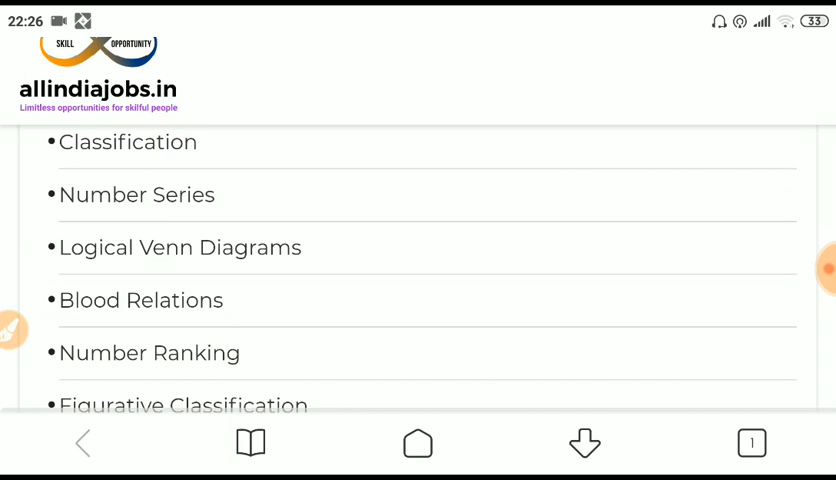 22:26
33
SKILL OPPORTUNITY
allindiajobs.in
Limitless opportunities for skilful people
• Classification
• Number Series
• Logical Venn Diagrams
• Blood Relations
• Number Ranking
• Figurative Classification
1